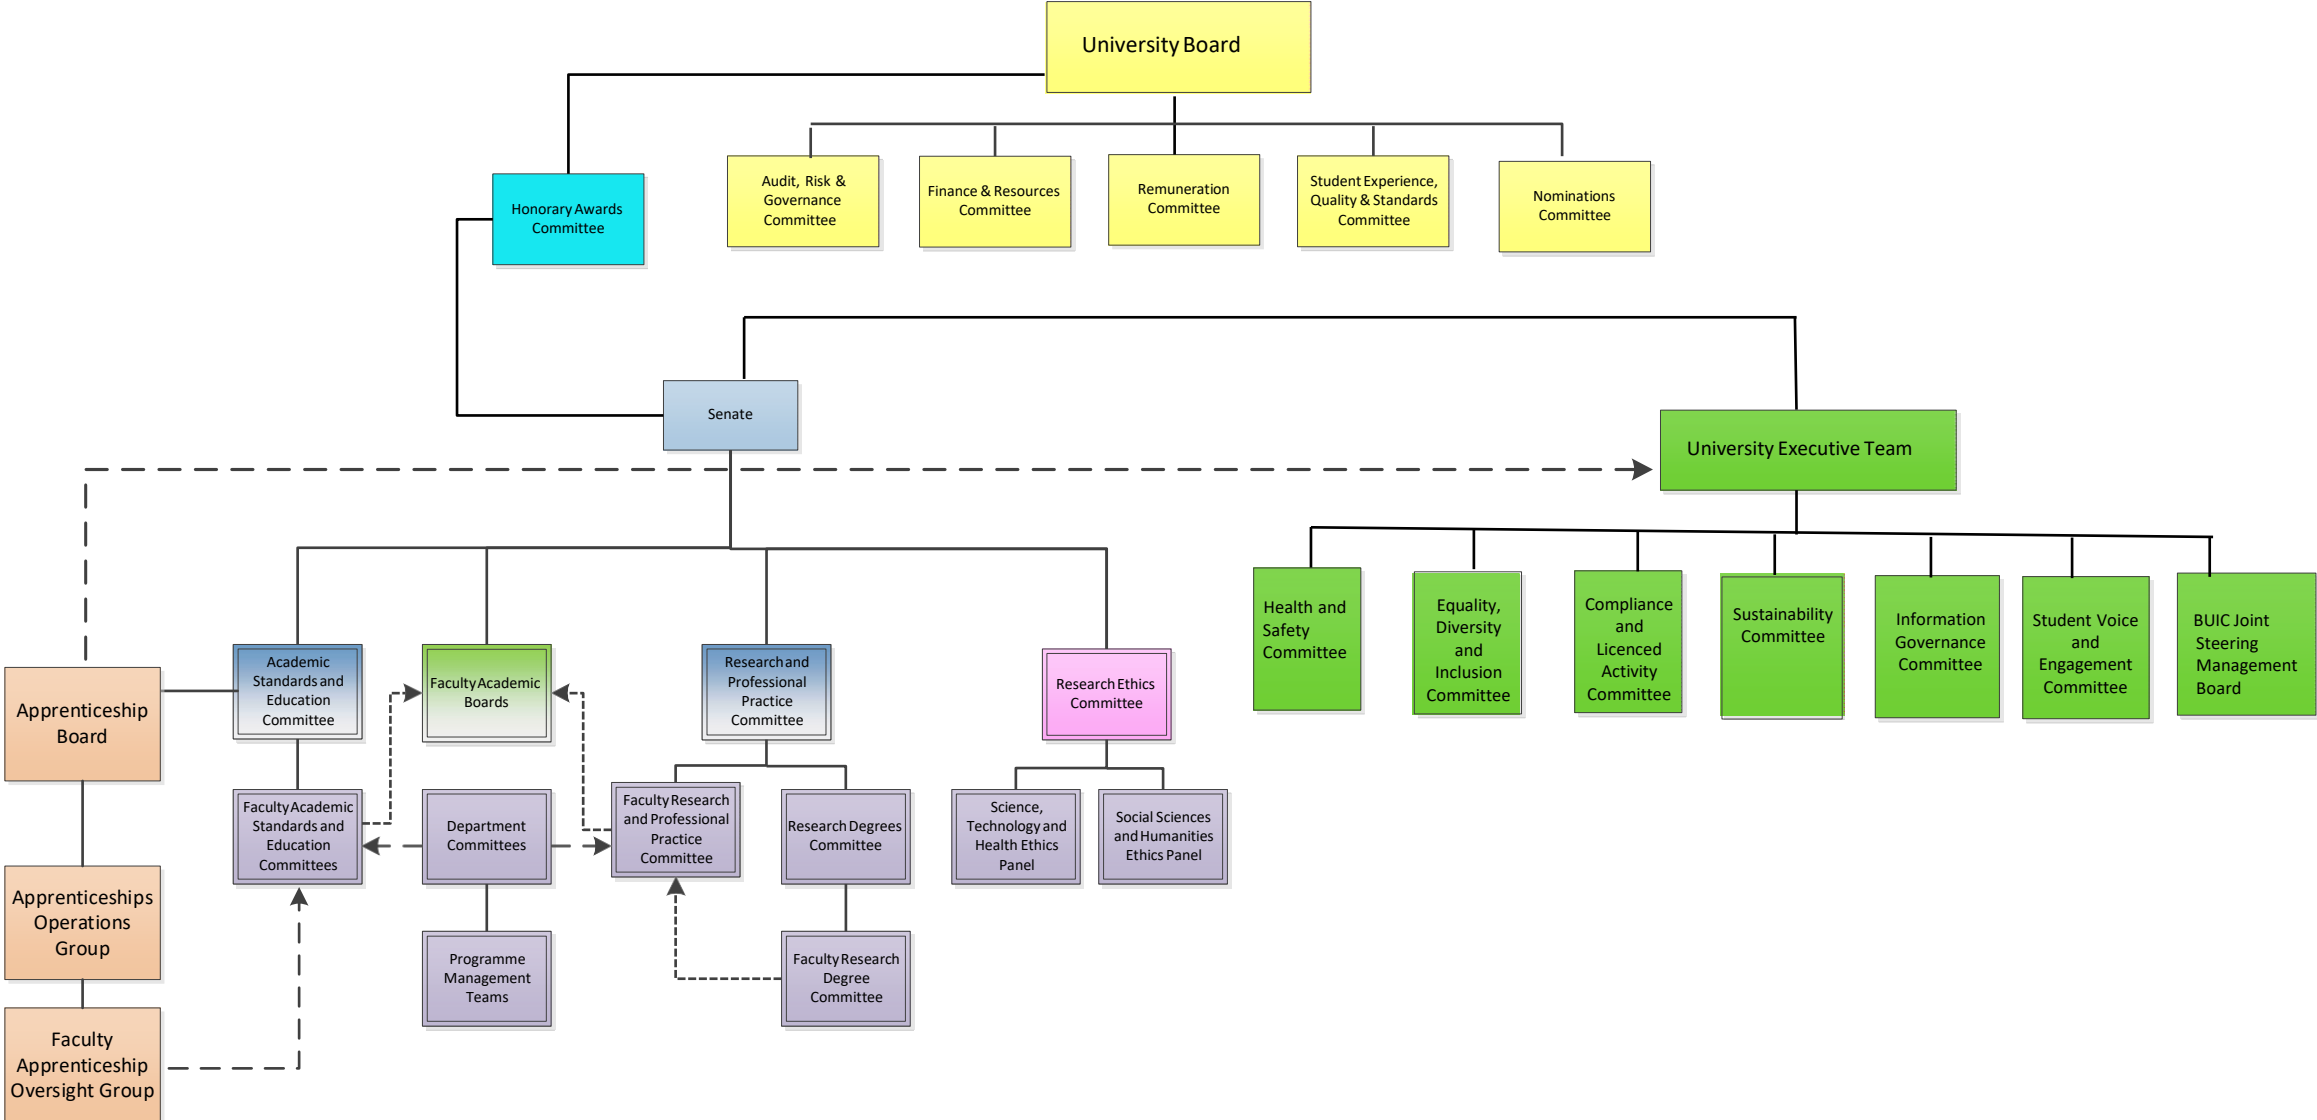 University Board
Audit, Risk &
Governance
Committee
Finance & Resources
Committee
Remuneration
Committee
Student Experience,
Quality & Standards
Committee
Nominations
Committee
Honorary Awards
Committee
Senate
University Executive Team
Health and
Safety
Committee
Equality,
Diversity
and
Inclusion
Committee
Compliance
and
Licenced
Activity
Committee
Sustainability
Committee
Information
Governance
Committee
Student Voice
and
Engagement
Committee
BUIC Joint
Steering
Management
Board
Apprenticeship
Board
Academic
Standards and
Education
Committee
Faculty Academic
Boards
Research and
Professional
Practice
Committee
Research Ethics
Committee
Faculty Academic
Standards and
Education
Committees
Department
Committees
Faculty Research
and Professional
Practice
Committee
Research Degrees
Committee
Science,
Technology and
Health Ethics
Panel
Social Sciences
and Humanities
Ethics Panel
Apprenticeships
Operations
Group
Programme
Management
Teams
Faculty Research
Degree
Committee
Faculty
Apprenticeship
Oversight Group